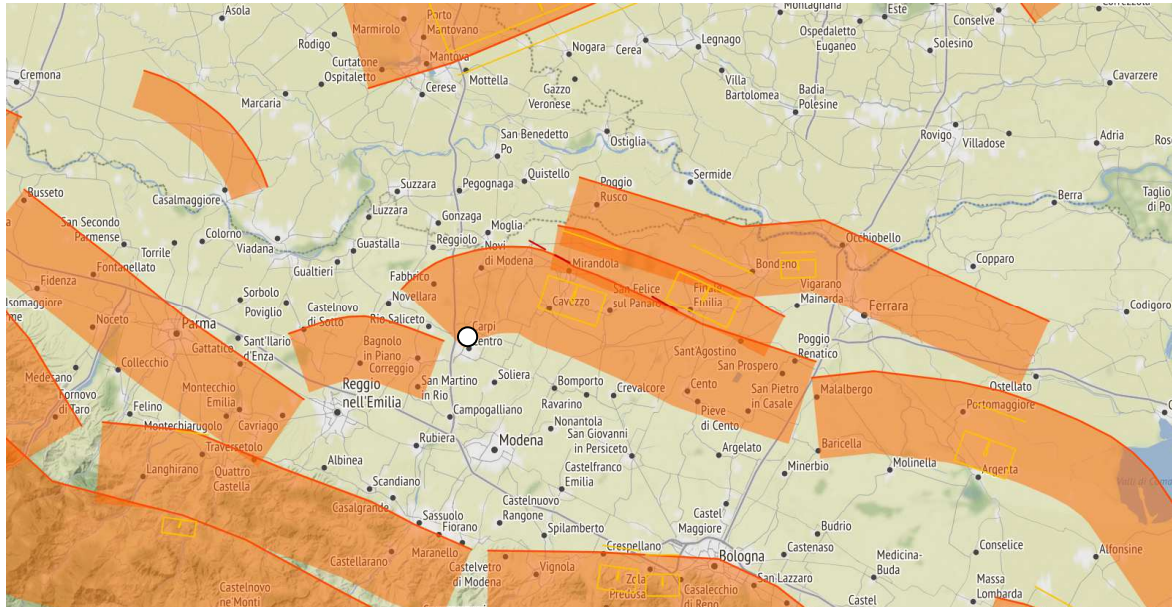 Asola
Porto
Mantovano
Marmirolo
Rodigo
Curtatone
Ospitaletto
Mantova
Cerese
Mottella
Marcaria
Cremona
Nogara
Cerea
Legnago
Gazzo
Veronese
Villa
Bartolomea
Montagnana
Ospedaletto
Euganeo
Este
Conselve
Solesino
Badia
Polesine
Cavarzere
Rovigo
Villadose
Adria
San Benedetto
Po
Ostiglia
Suzzara
Pegognaga
Quistello
Poggio
Rusco
Sermide
Berra
Taglio
di Po
Casalmaggiore
Busseto
San Secondo
Parmense
Torrile
Colorno
Viadana
Luzzara
Guastalla
Gualtieri
Gonzaga
Reggiolo
Moglia
Novi
di Modena
Mirandola
Occhiobello
Bondeno
Copparo
Fontanellato
Fidenza
Sorbolo
Poviglio
Castelnovo
di Sotto
Fabbrico
Novellara
Rio Saliceto
Cavezzo
San Felice
sul Panaro
Finale
Emilia
Vigarano
Mainarda
Ferrara
Codigoro
Noceto
Parma
Gattatico
Sant'Ilario
d'Enza
Bagnolo
in Piano
Correggio
Carpi
Centro
Sant'Agostino
San Prospero
Poggio
Renatico
Collecchio
Medesano
Fornovo
di Taro
Montecchio
Emilia
Cavriago
Felino
Montechiarugolo
Reggio
nell'Emilia
San Martino
in Rio
Soliera
Bomporto
Crevalcore
Cento
San Pietro
in Casale
Malalbergo
Ostellato
Portomaggiore
Campogalliano
Ravarino
Nonantola
Pieve
di Cento
Argelato
Baricella
Minerbio
Molinella
Argenta
Rubiera
Modena
San Giovanni
in Persiceto
Traversetolo
Langhirano
Quattro
Castella
Albinea
Scandiano
Castelfranco
Emilia
Casalgrande
Sassuolo
Fiorano
Castelnuovo
Rangone
Spilamberto
Castel
Maggiore
Budrio
Castenaso
Conselice
Alfonsine
Maranello
Castellarano
Castelvetro
di Modena
Vignola
Crespellano
Bologna
Medicina-
Buda
Zola
Predosa
Casalecchio
di Reno
San Lazzaro
Castel
Massa
Lombarda
Castelnovo
ne Monti